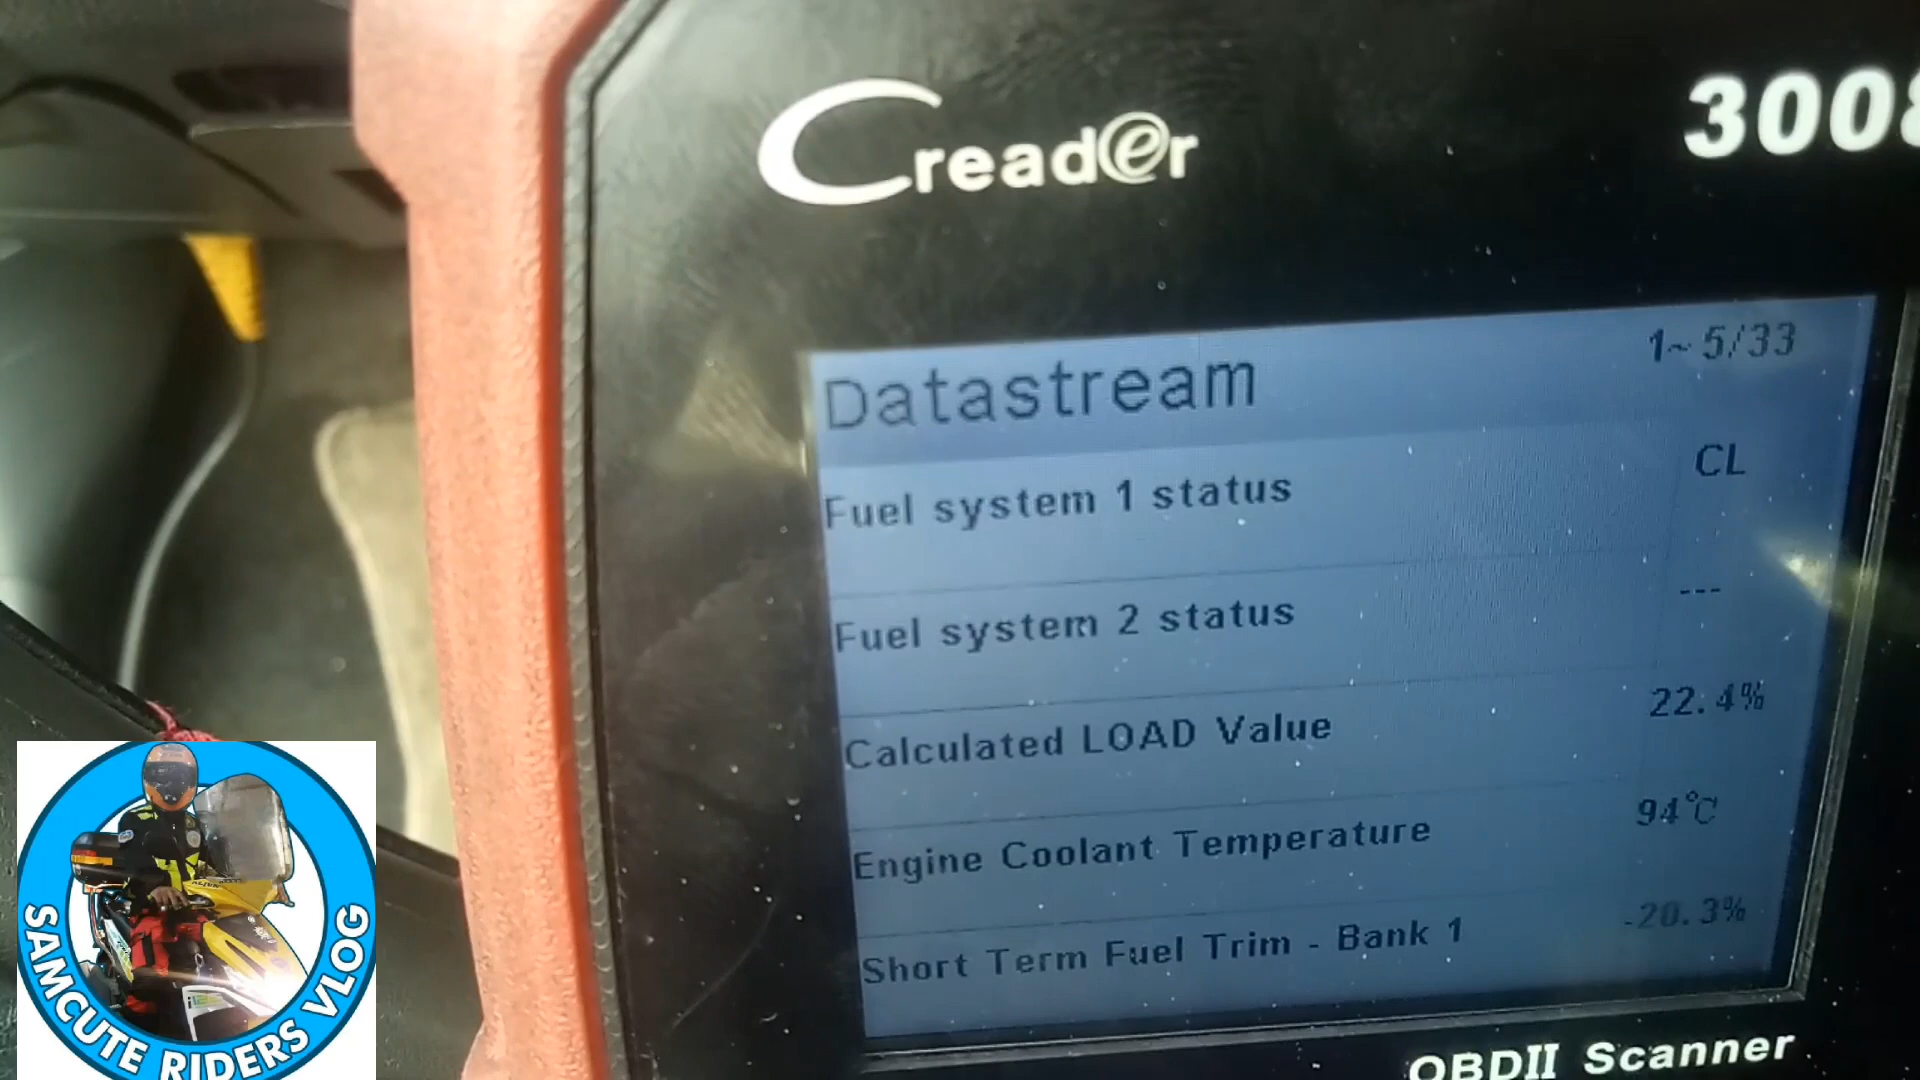 Creader
3008
Datastream 1~ 5/33
Fuel system 1 status CL
Fuel system 2 status ---
Calculated LOAD Value 22.4%
Engine Coolant Temperature 94°C
Short Term Fuel Trim - Bank 1 -20.3%
OBDII Scanner
SAMCUTE RIDERS VLOG